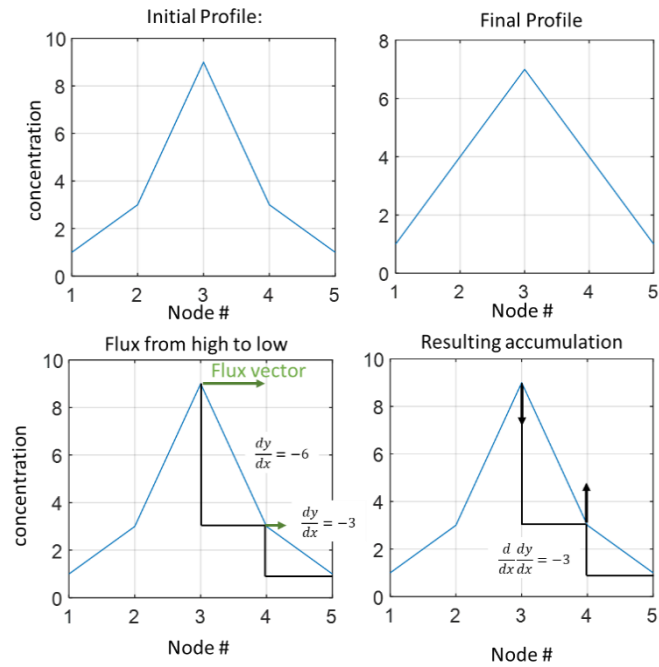 Initial Profile:
10
8
6
4
2
0
1 2 3 4 5
concentration
Node #
Final Profile
8
6
4
2
0
1 2 3 4 5
Node #
Flux from high to low
10
8
6
4
2
0
1 2 3 4 5
concentration
Flux vector
dy/dx = −6
dy/dx = −3
Node #
Resulting accumulation
10
8
6
4
2
0
1 2 3 4 5
d/dx dy/dx = −3
Node #